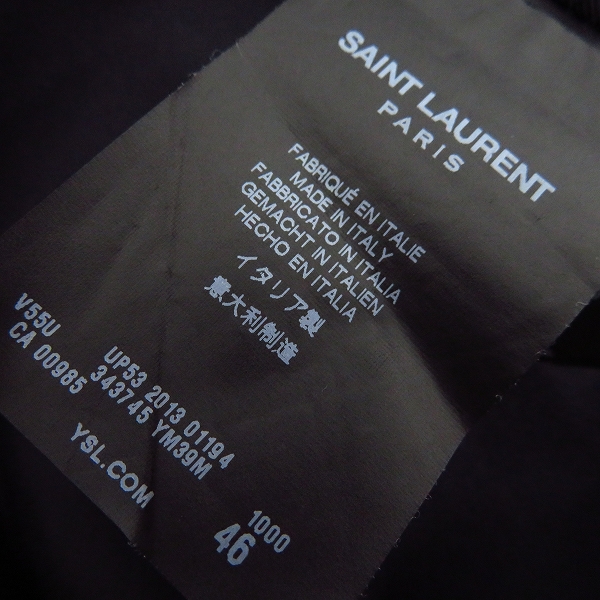 SAINT LAURENT
PARIS
FABRIQUÉ EN ITALIE
MADE IN ITALY
FABBRICATO IN ITALIA
GEMACHT IN ITALIEN
HECHO EN ITALIA
イタリア製
意大利制造
V55U UP53 2013 01194
CA 00985 343745 YM39M
YSL.COM
1000
46